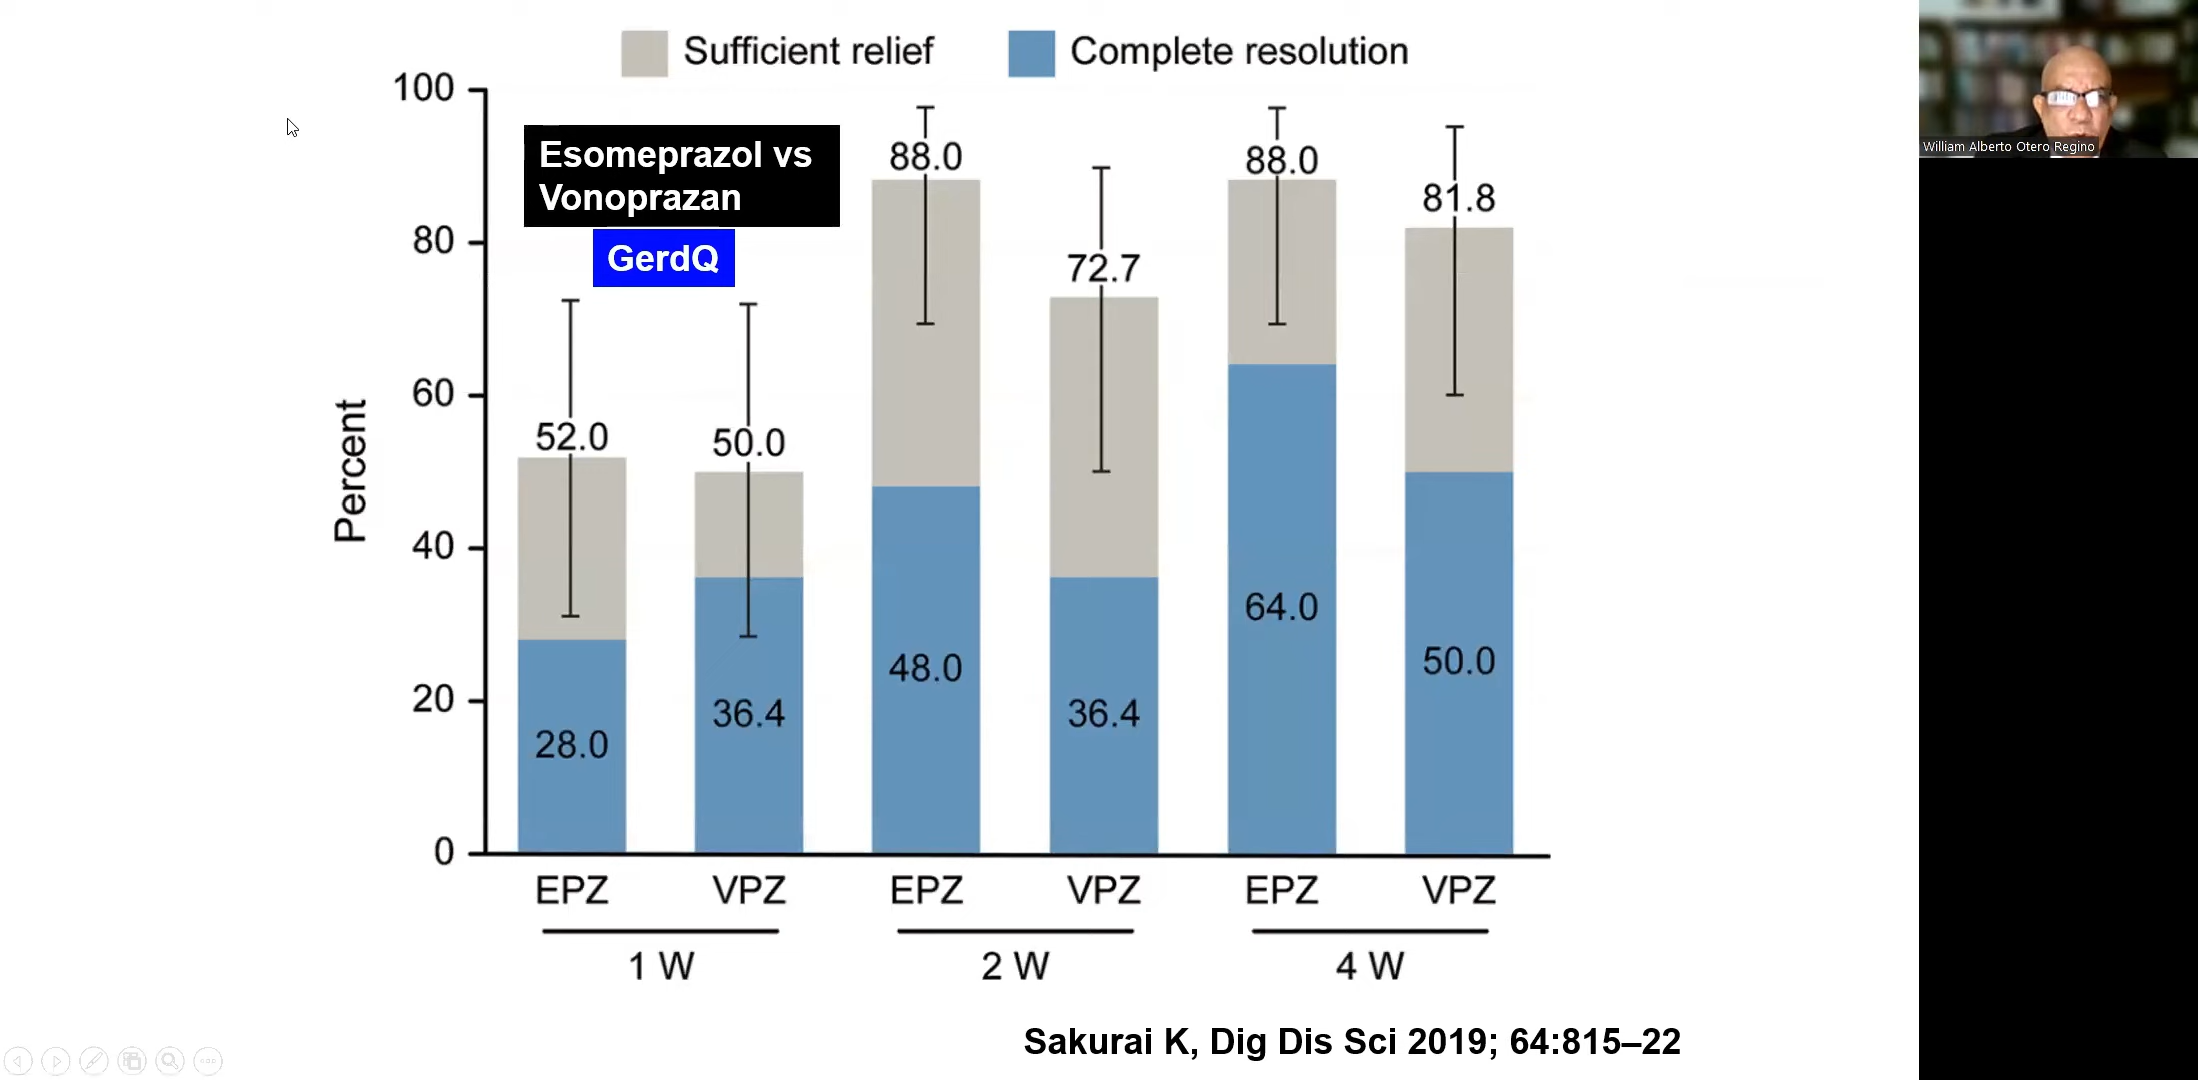 Sufficient relief
Complete resolution
William Alberto Otero Regino
Esomeprazol vs
Vonoprazan
GerdQ
Percent
100
80
60
40
20
0
52.0
50.0
88.0
72.7
88.0
81.8
28.0
36.4
48.0
36.4
64.0
50.0
EPZ VPZ EPZ VPZ EPZ VPZ
1 W 2 W 4 W
Sakurai K, Dig Dis Sci 2019; 64:815–22